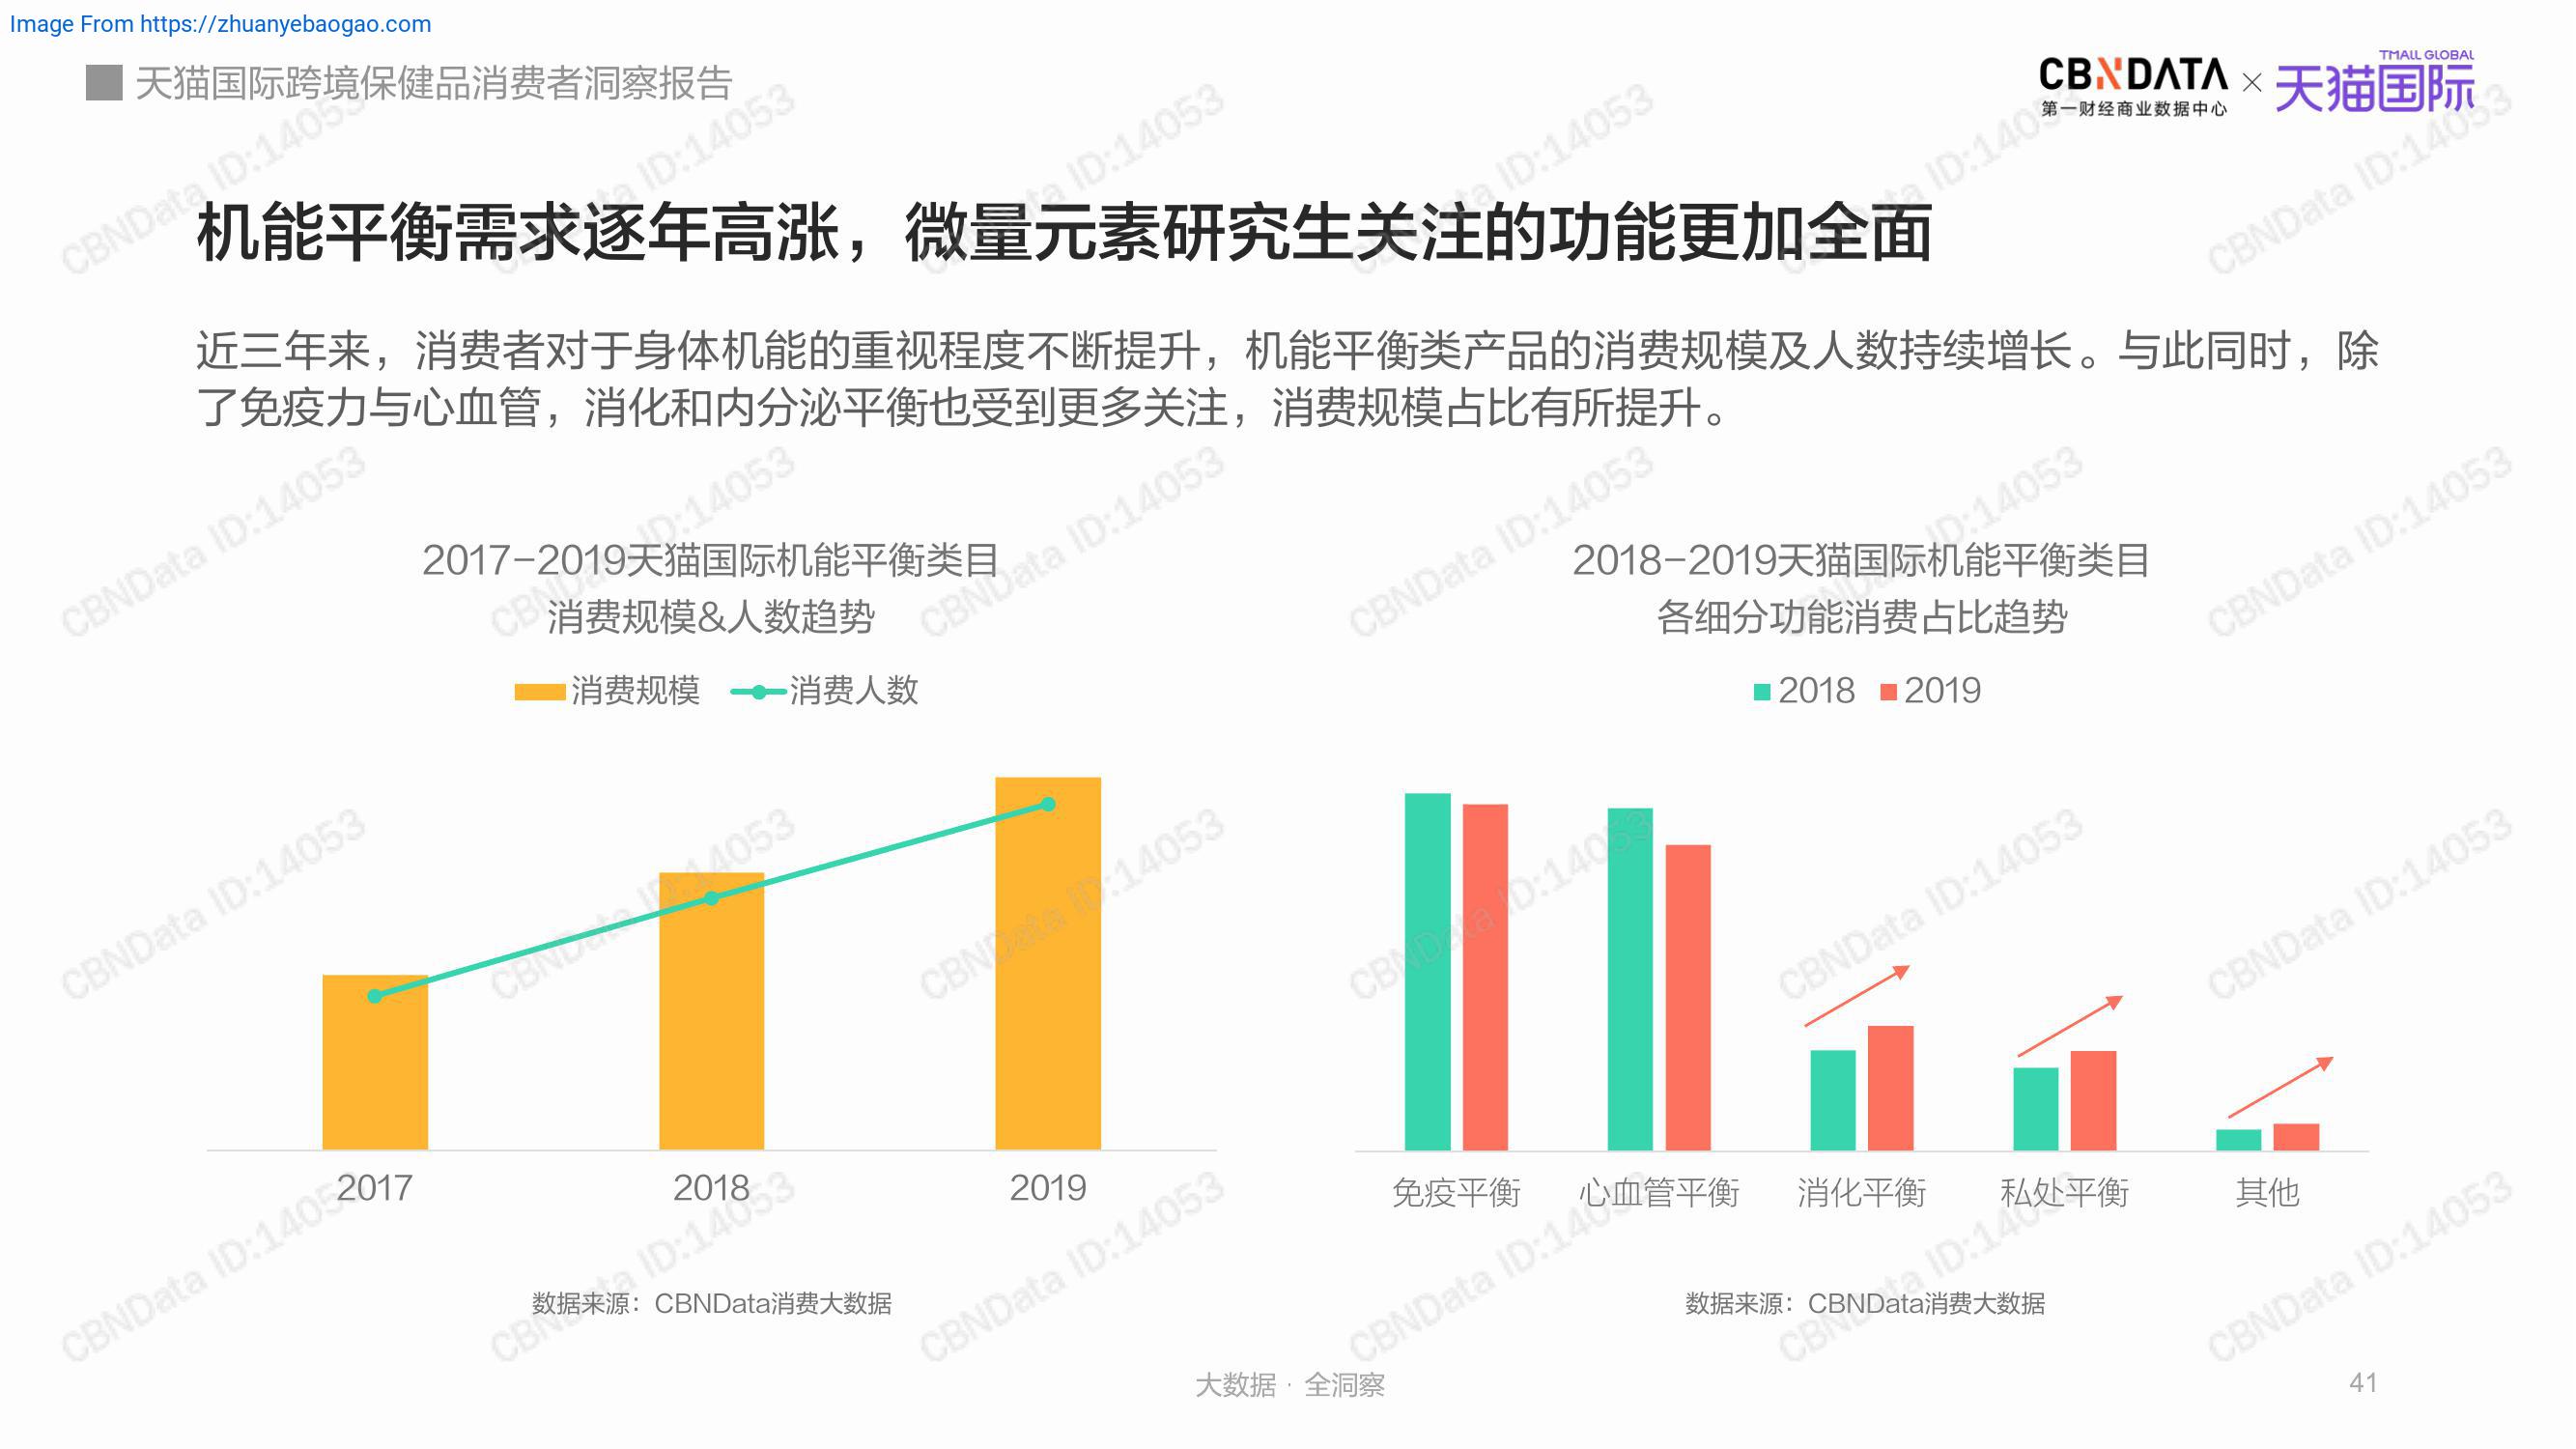 Image From https://zhuanyebaogao.com
天猫国际跨境保健品消费者洞察报告
CBNDATA
第一财经商业数据中心
×
TMALL GLOBAL
天猫国际
机能平衡需求逐年高涨，微量元素研究生关注的功能更加全面
近三年来，消费者对于身体机能的重视程度不断提升，机能平衡类产品的消费规模及人数持续增长。与此同时，除
了免疫力与心血管，消化和内分泌平衡也受到更多关注，消费规模占比有所提升。
2017-2019天猫国际机能平衡类目
消费规模&人数趋势
消费规模 消费人数
2017 2018 2019
数据来源：CBNData消费大数据
2018-2019天猫国际机能平衡类目
各细分功能消费占比趋势
2018 2019
免疫平衡 心血管平衡 消化平衡 私处平衡 其他
数据来源：CBNData消费大数据
大数据 · 全洞察
41
CBNData ID:14053